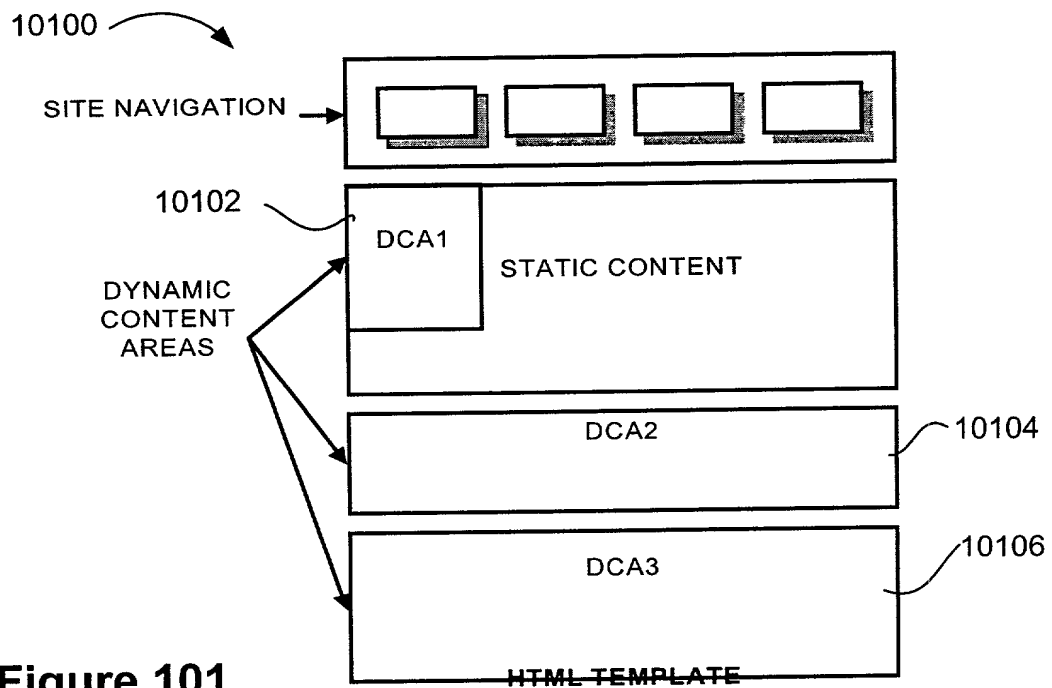 10100
SITE NAVIGATION
10102
DCA1
STATIC CONTENT
DYNAMIC
CONTENT
AREAS
DCA2
10104
DCA3
10106
HTML TEMPLATE
Figure 101